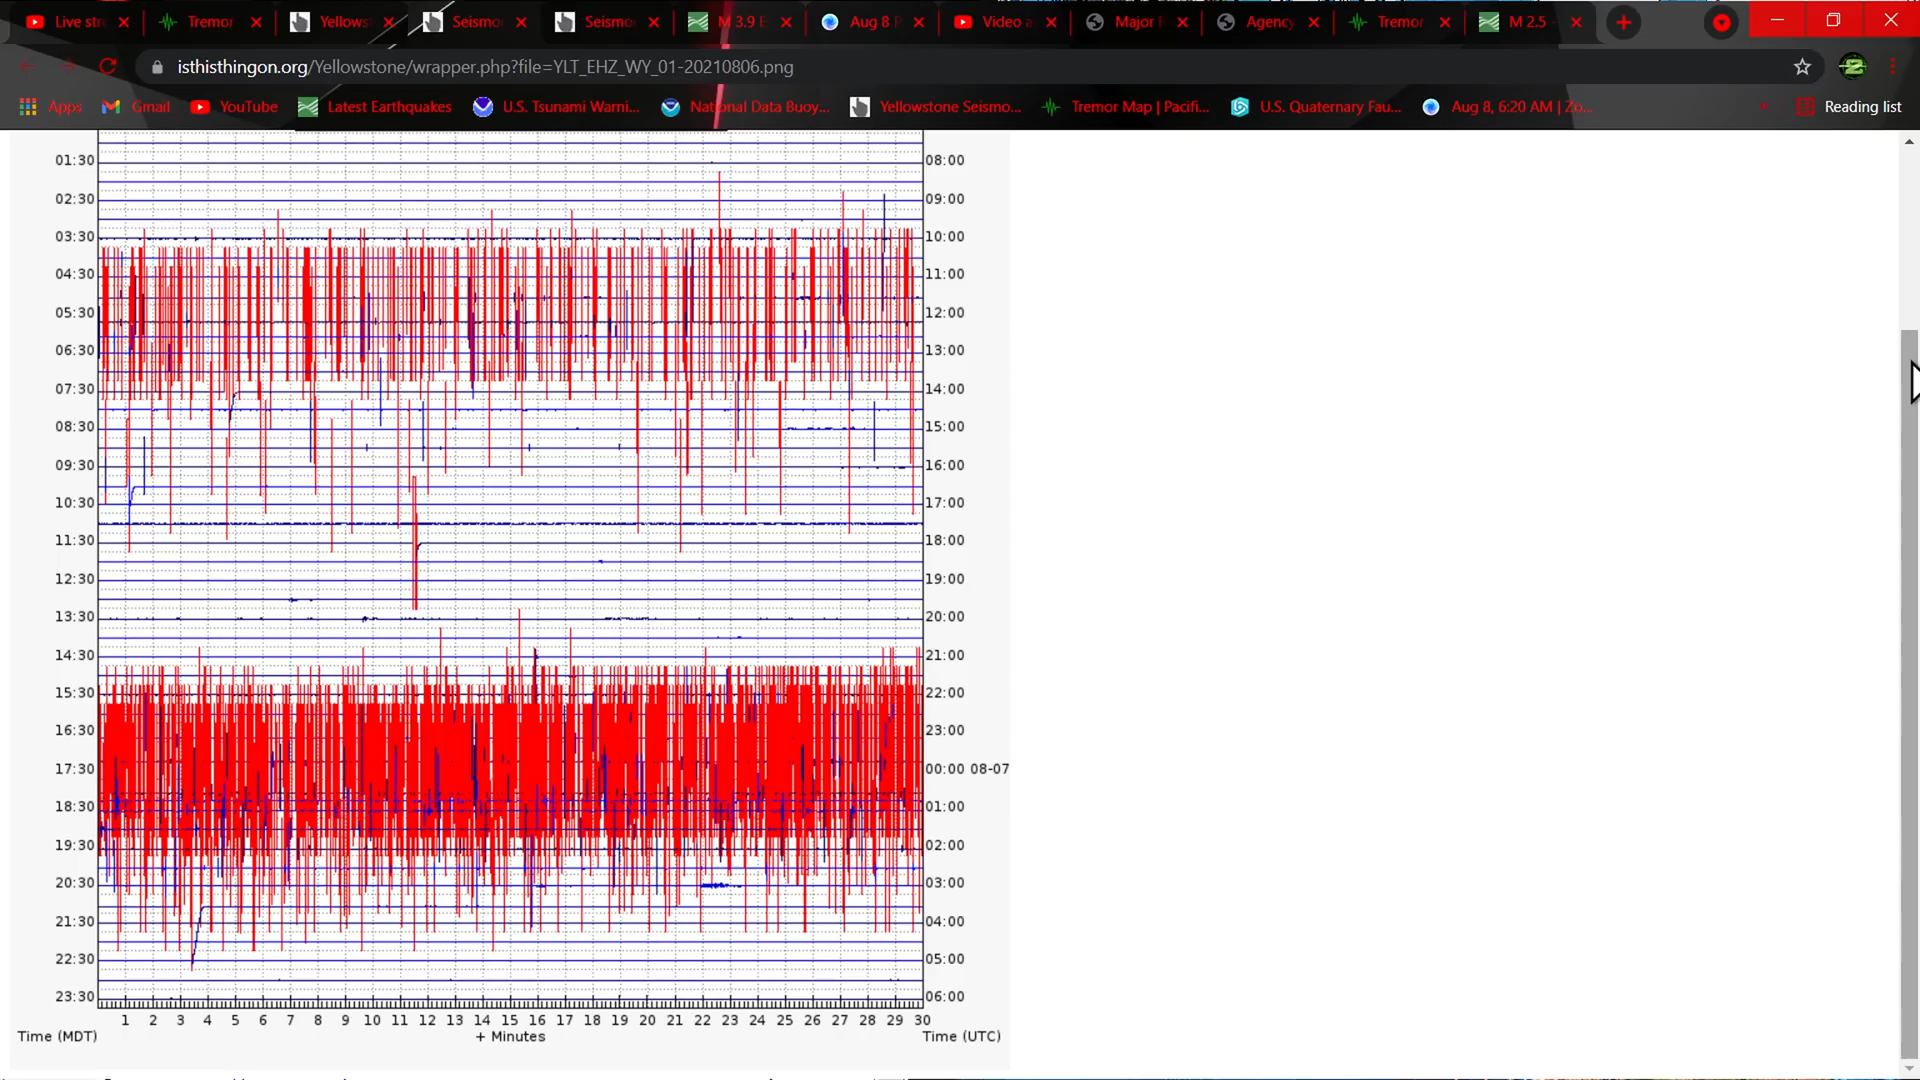 Live str
Tremor
Yellows
Seismo
Seismo
M 3.9 E
Aug 8 P
Video a
Major
Agency
Tremor
M 2.5 -
isthisthingon.org/Yellowstone/wrapper.php?file=YLT_EHZ_WY_01-20210806.png
Apps
Gmail
YouTube
Latest Earthquakes
U.S. Tsunami Warni...
National Data Buoy...
Yellowstone Seismo...
Tremor Map | Pacifi...
U.S. Quaternary Fau...
Aug 8, 6:20 AM | Zo...
Reading list
01:30 08:00
02:30 09:00
03:30 10:00
04:30 11:00
05:30 12:00
06:30 13:00
07:30 14:00
08:30 15:00
09:30 16:00
10:30 17:00
11:30 18:00
12:30 19:00
13:30 20:00
14:30 21:00
15:30 22:00
16:30 23:00
17:30 00:00 08-07
18:30 01:00
19:30 02:00
20:30 03:00
21:30 04:00
22:30 05:00
23:30 06:00
1 2 3 4 5 6 7 8 9 10 11 12 13 14 15 16 17 18 19 20 21 22 23 24 25 26 27 28 29 30
Time (MDT) + Minutes Time (UTC)